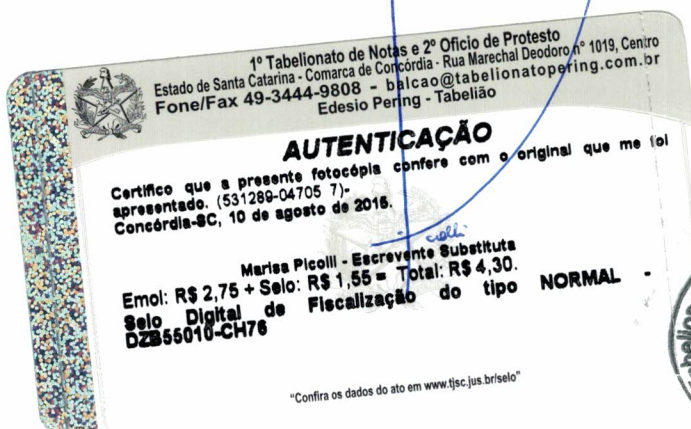 1º Tabelionato de Notas e 2º Oficio de Protesto
Estado de Santa Catarina - Comarca de Concórdia - Rua Marechal Deodoro nº 1019, Centro
Fone/Fax 49-3444-9808 - balcao@tabelionatopering.com.br
Edesio Pering - Tabelião
AUTENTICAÇÃO
Certifico que a presente fotocópia confere com o original que me foi
apresentado. (531289-04705 7)-
Concórdia-SC, 10 de agosto de 2015.
Marisa Picolli - Escrevente Substituta
Emol: R$ 2,75 + Selo: R$ 1,55 = Total: R$ 4,30.
Selo Digital de Fiscalização do tipo NORMAL -
DZB55010-CH76
"Confira os dados do ato em www.tjsc.jus.br/selo"